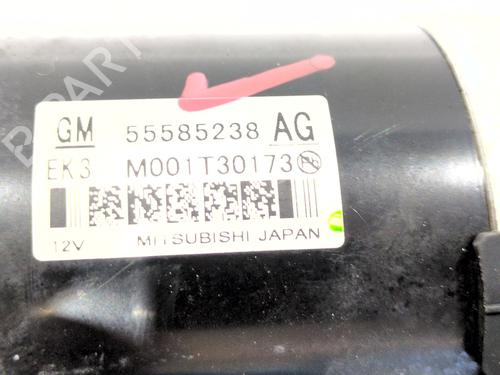 GM 55585238 AG
EK3 M001T30173
12V MITSUBISHI JAPAN